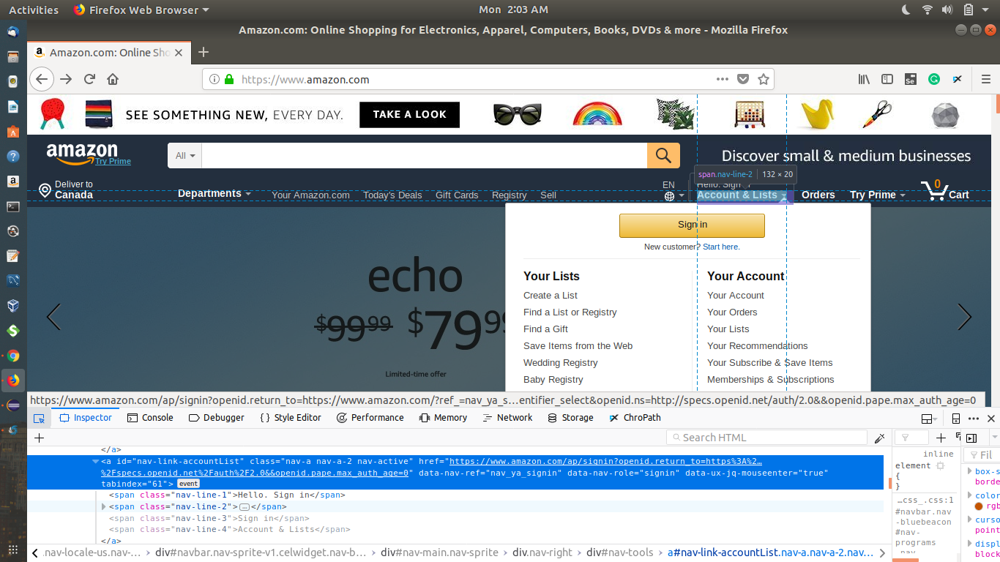 Activities Firefox Web Browser Mon 2:03 AM
Amazon.com: Online Shopping for Electronics, Apparel, Computers, Books, DVDs & more - Mozilla Firefox
Amazon.com: Online Sho
https://www.amazon.com
SEE SOMETHING NEW, EVERY DAY. TAKE A LOOK
amazon
Try Prime
All
Discover small & medium businesses
Deliver to
Canada
Departments Your Amazon.com Today's Deals Gift Cards Registry Sell
EN
span.nav-line-2 132 × 20
Hello. Sign
Account & Lists Orders Try Prime 0 Cart
echo
$99.99 $79.99
Limited-time offer
Sign in
New customer? Start here.
Your Lists
Create a List
Find a List or Registry
Find a Gift
Save Items from the Web
Wedding Registry
Baby Registry
Your Account
Your Account
Your Orders
Your Lists
Your Recommendations
Your Subscribe & Save Items
Memberships & Subscriptions
https://www.amazon.com/ap/signin?openid.return_to=https://www.amazon.com/?ref_=nav_ya_s…entifier_select&openid.ns=http://specs.openid.net/auth/2.0&&openid.pape.max_auth_age=0
Inspector Console Debugger Style Editor Performance Memory Network Storage ChroPath
Search HTML
</a>
<a id="nav-link-accountList" class="nav-a nav-a-2 nav-active" href="https://www.amazon.com/ap/signin?openid.return_to=https%3A%2…
%2Fspecs.openid.net%2Fauth%2F2.0&&openid.pape.max_auth_age=0" data-nav-ref="nav_ya_signin" data-nav-role="signin" data-ux-jq-mouseenter="true"
tabindex="61"> event
<span class="nav-line-1">Hello. Sign in</span>
<span class="nav-line-2">…</span>
<span class="nav-line-3">Sign in</span>
<span class="nav-line-4">Account & Lists</span>
</a>
.nav-locale-us.nav-… div#navbar.nav-sprite-v1.celwidget.nav-b… div#nav-main.nav-sprite div.nav-right div#nav-tools a#nav-link-accountList.nav-a.nav-a-2.nav…
inline
element
{
}
…css_.css:1
#navbar.nav
-bluebeacon
#nav-
programs
.nav
Fil
box-s
borde
color
rgb
curso
point
displ
block